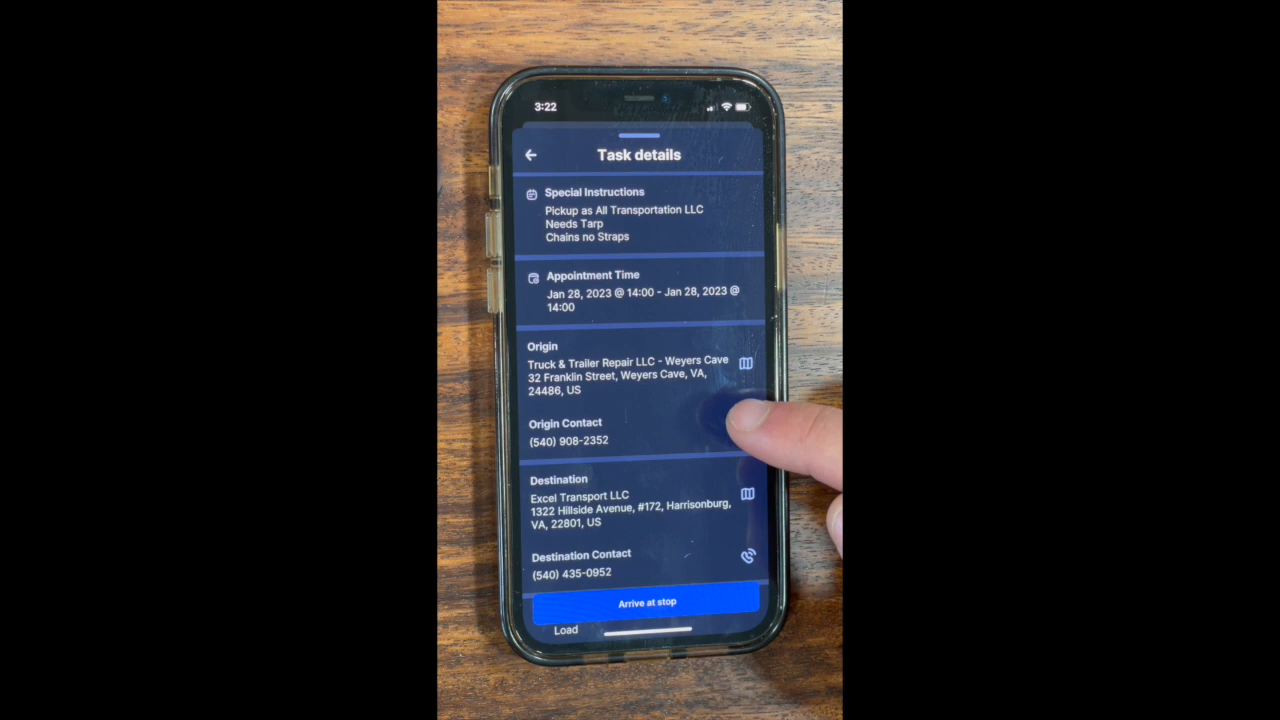 3:22
Task details
Special Instructions
Pickup as All Transportation LLC
Needs Tarp
Chains no Straps
Appointment Time
Jan 28, 2023 @ 14:00 - Jan 28, 2023 @
14:00
Origin
Truck & Trailer Repair LLC - Weyers Cave
32 Franklin Street, Weyers Cave, VA,
24486, US
Origin Contact
(540) 908-2352
Destination
Excel Transport LLC
1322 Hillside Avenue, #172, Harrisonburg,
VA, 22801, US
Destination Contact
(540) 435-0952
Arrive at stop
Load